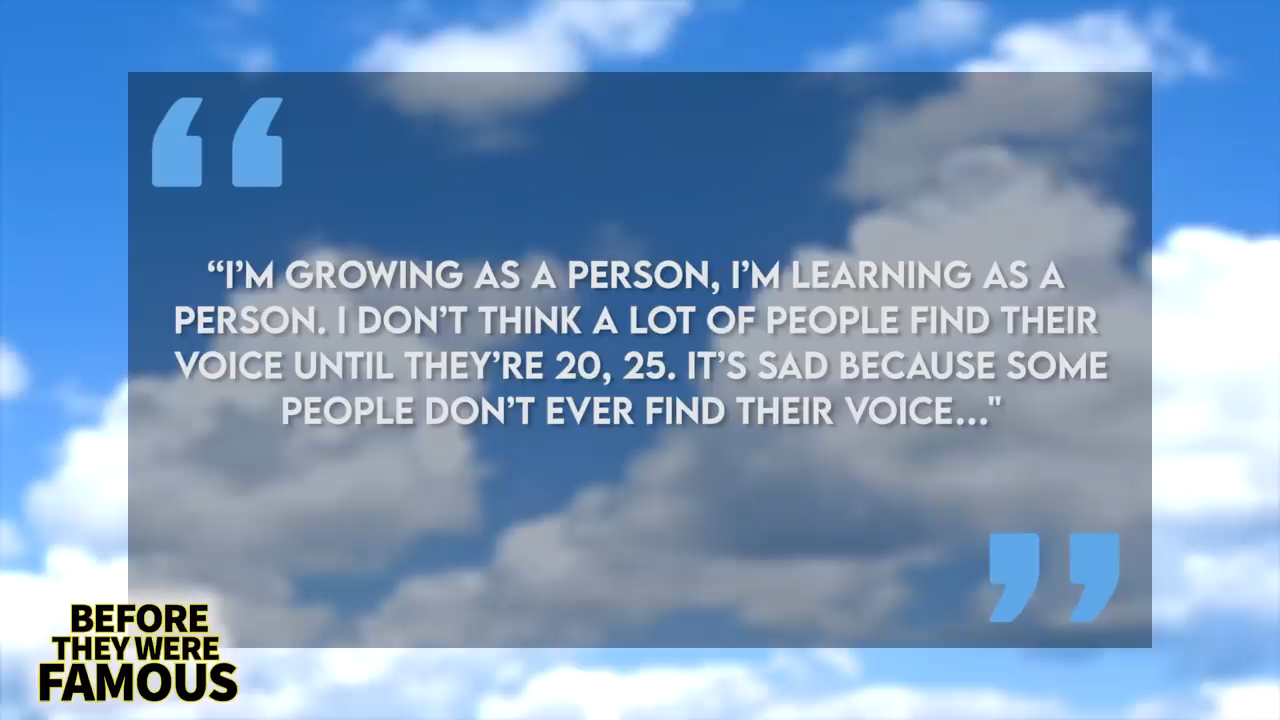 “I’M GROWING AS A PERSON, I’M LEARNING AS A
PERSON. I DON’T THINK A LOT OF PEOPLE FIND THEIR
VOICE UNTIL THEY’RE 20, 25. IT’S SAD BECAUSE SOME
PEOPLE DON’T EVER FIND THEIR VOICE..."
BEFORE
THEY WERE
FAMOUS